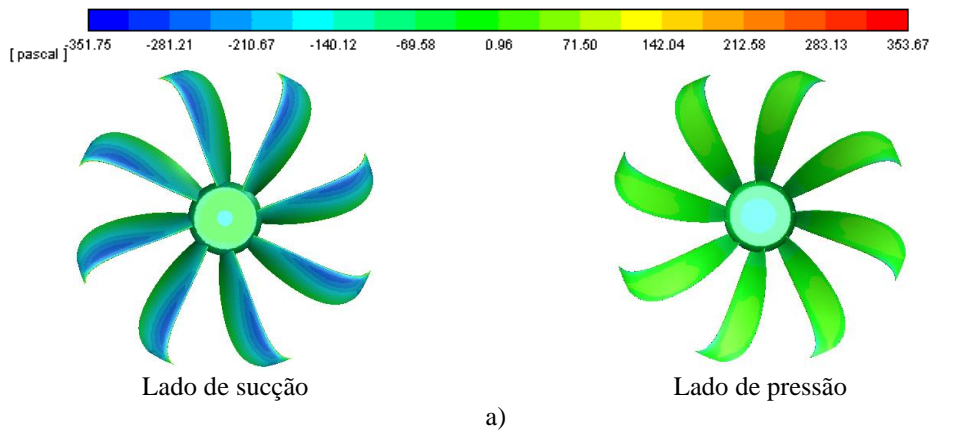 -351.75 -281.21 -210.67 -140.12 -69.58 0.96 71.50 142.04 212.58 283.13 353.67
[ pascal ]
Lado de sucção Lado de pressão
a)